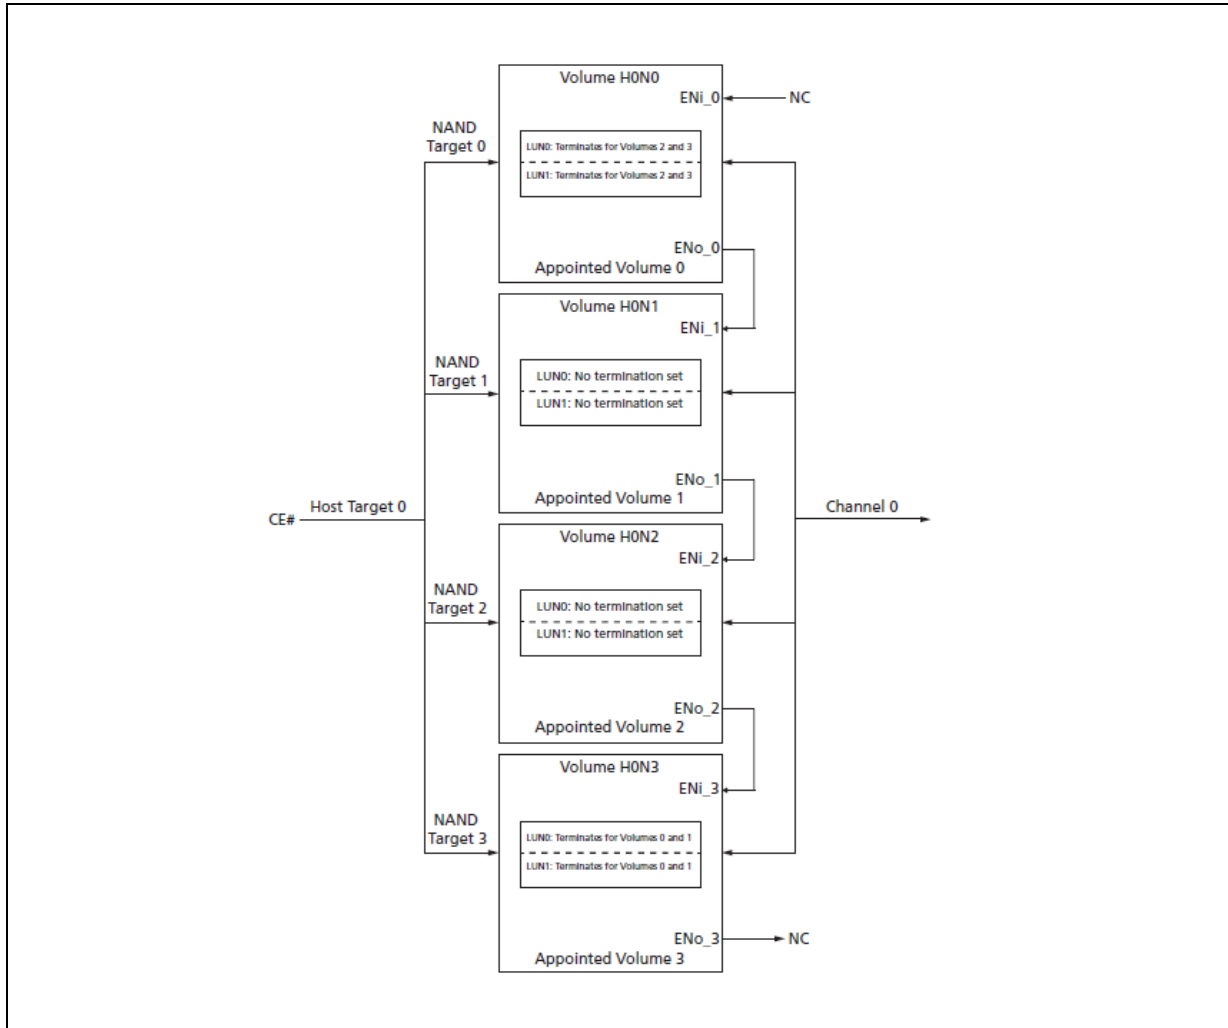 Volume H0N0
ENi_0
NC
NAND
Target 0
LUN0: Terminates for Volumes 2 and 3
LUN1: Terminates for Volumes 2 and 3
ENo_0
Appointed Volume 0
Volume H0N1
ENi_1
NAND
Target 1
LUN0: No termination set
LUN1: No termination set
ENo_1
Appointed Volume 1
CE#
Host Target 0
Channel 0
Volume H0N2
ENi_2
NAND
Target 2
LUN0: No termination set
LUN1: No termination set
ENo_2
Appointed Volume 2
Volume H0N3
ENi_3
NAND
Target 3
LUN0: Terminates for Volumes 0 and 1
LUN1: Terminates for Volumes 0 and 1
ENo_3
NC
Appointed Volume 3